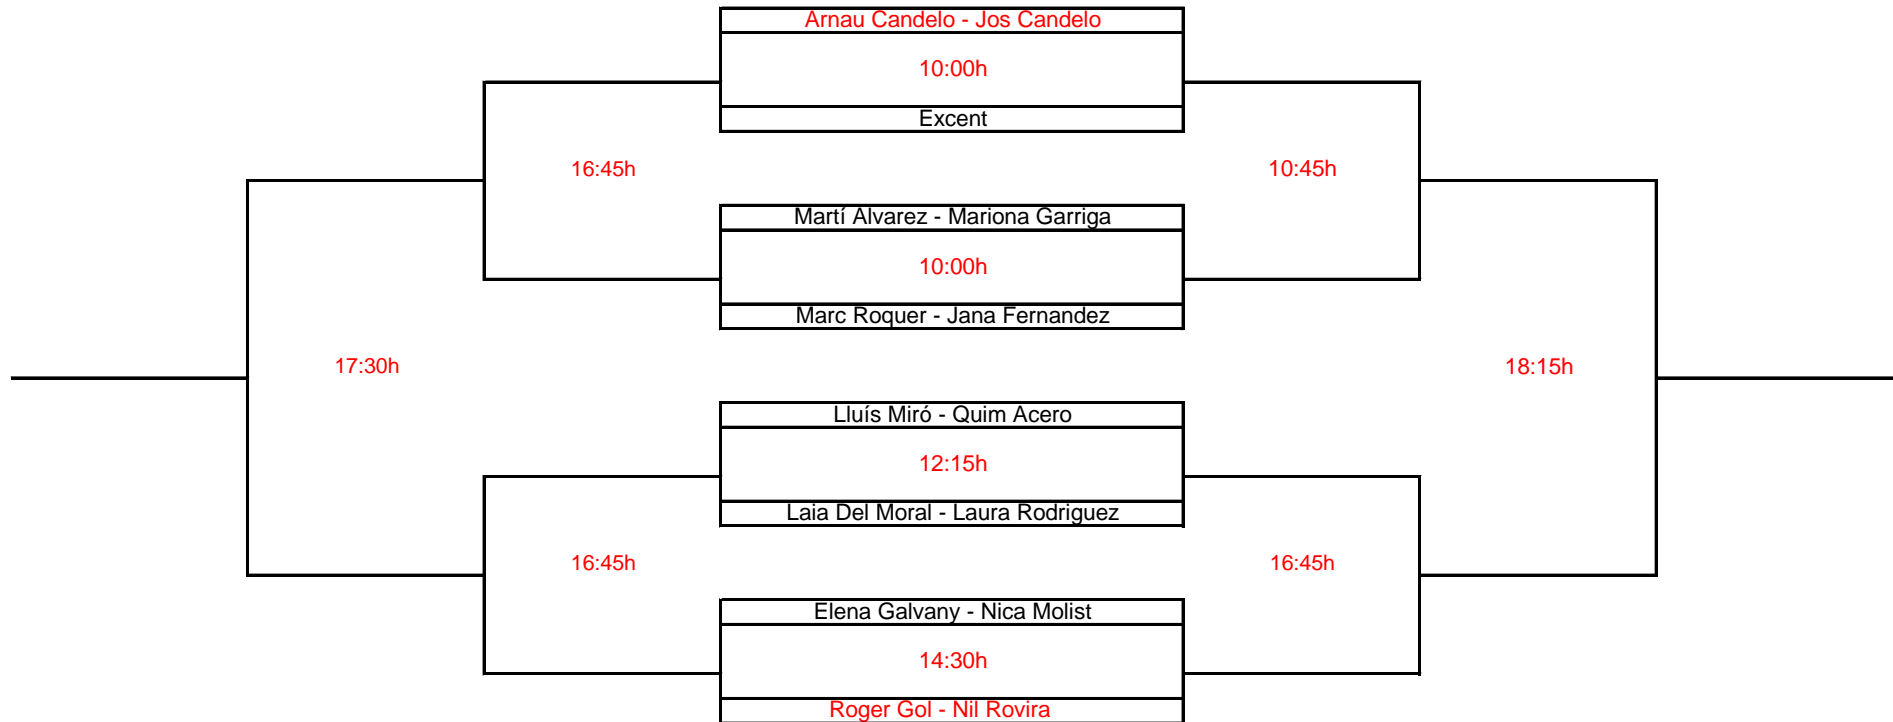 Arnau Candelo - Jos Candelo
10:00h
Excent
16:45h
10:45h
Martí Alvarez - Mariona Garriga
10:00h
Marc Roquer - Jana Fernandez
17:30h
18:15h
Lluís Miró - Quim Acero
12:15h
Laia Del Moral - Laura Rodriguez
16:45h
16:45h
Elena Galvany - Nica Molist
14:30h
Roger Gol - Nil Rovira